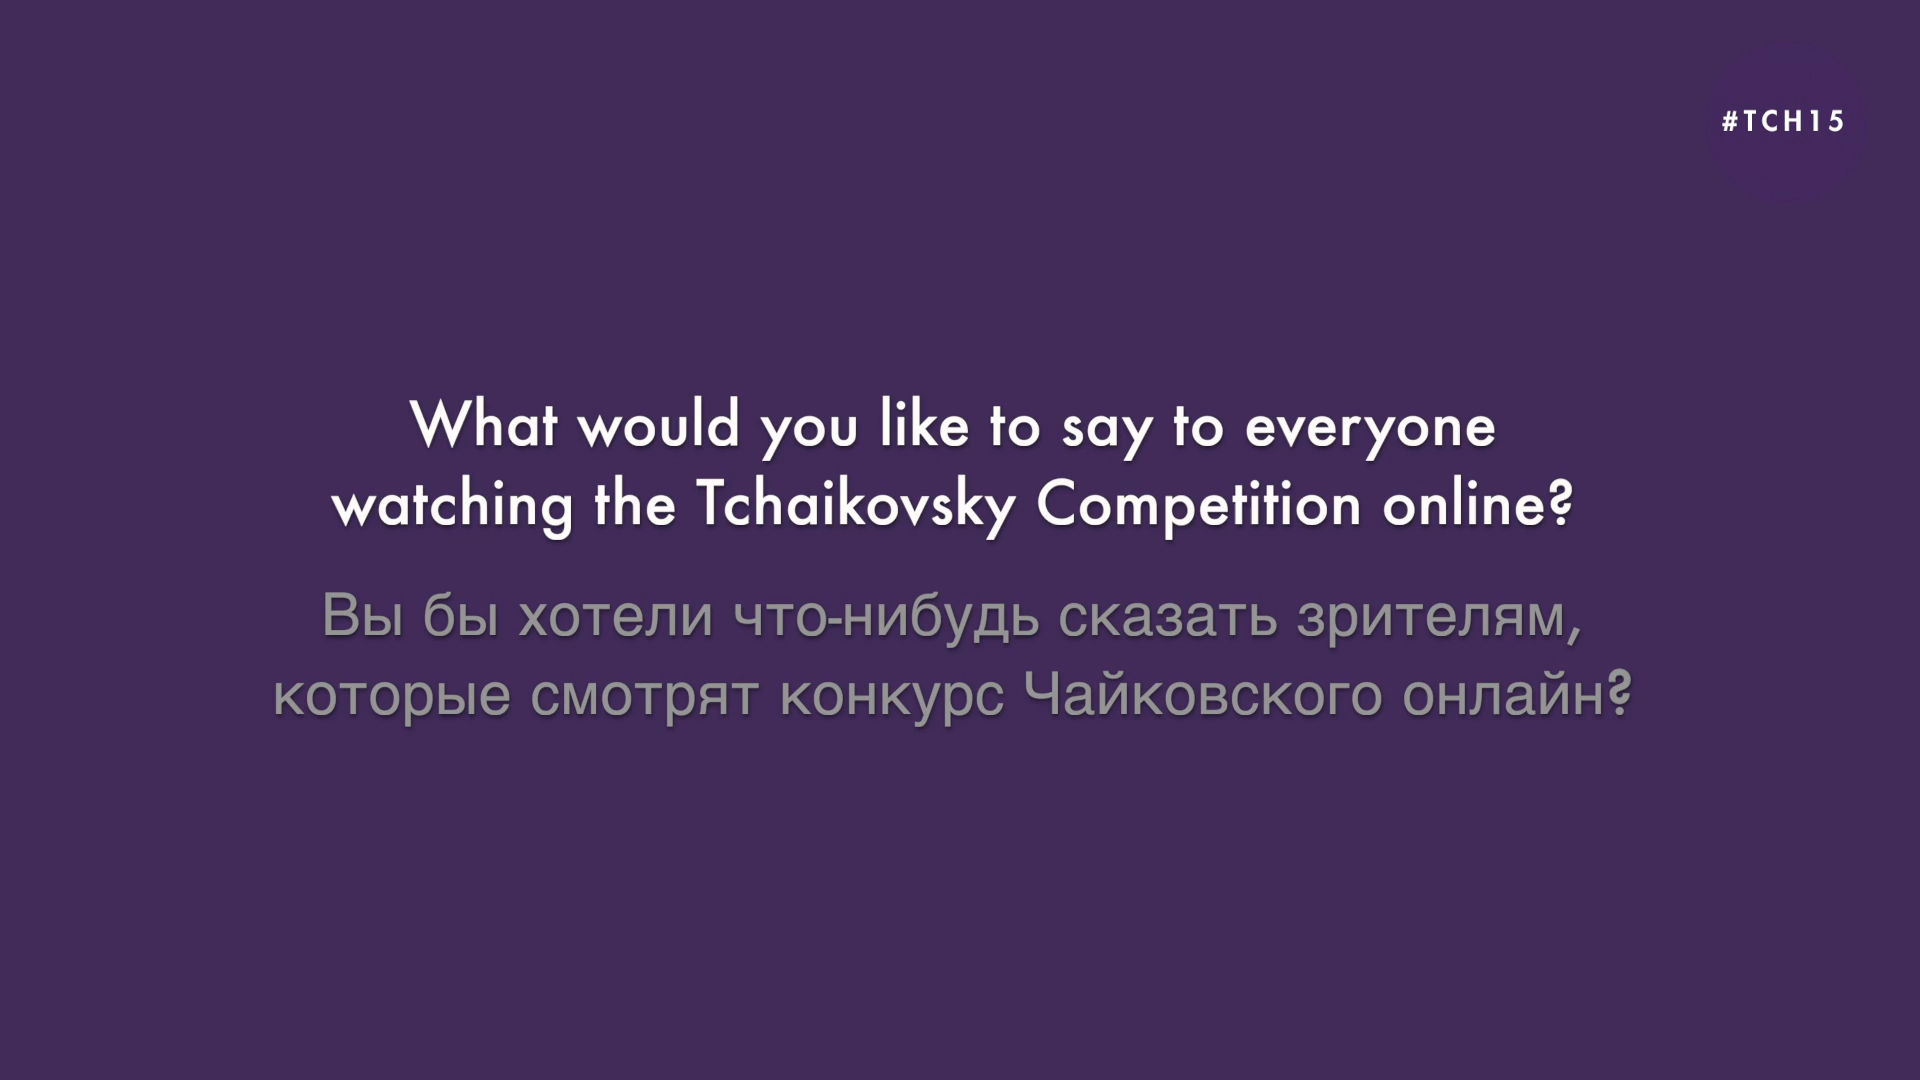 #TCH15
What would you like to say to everyone
watching the Tchaikovsky Competition online?
Вы бы хотели что-нибудь сказать зрителям,
которые смотрят конкурс Чайковского онлайн?